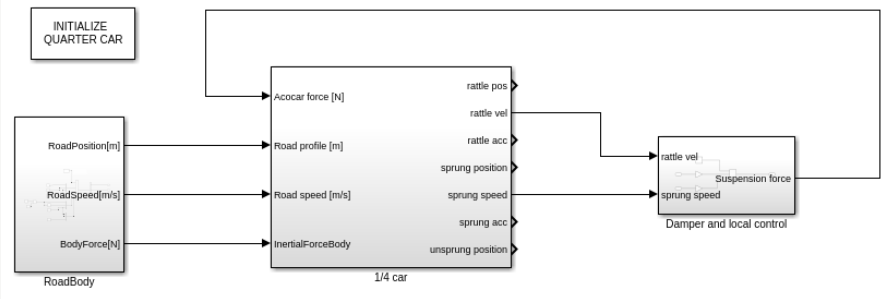 INITIALIZE
QUARTER CAR
RoadPosition[m]
RoadSpeed[m/s]
BodyForce[N]
RoadBody
Acocar force [N]
Road profile [m]
Road speed [m/s]
InertialForceBody
rattle pos
rattle vel
rattle acc
sprung position
sprung speed
sprung acc
unsprung position
1/4 car
rattle vel
Suspension force
sprung speed
Damper and local control